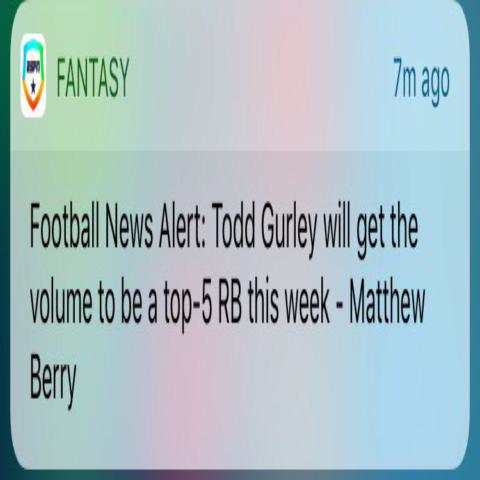 ESPN
FANTASY
7m ago
Football News Alert: Todd Gurley will get the
volume to be a top-5 RB this week - Matthew
Berry